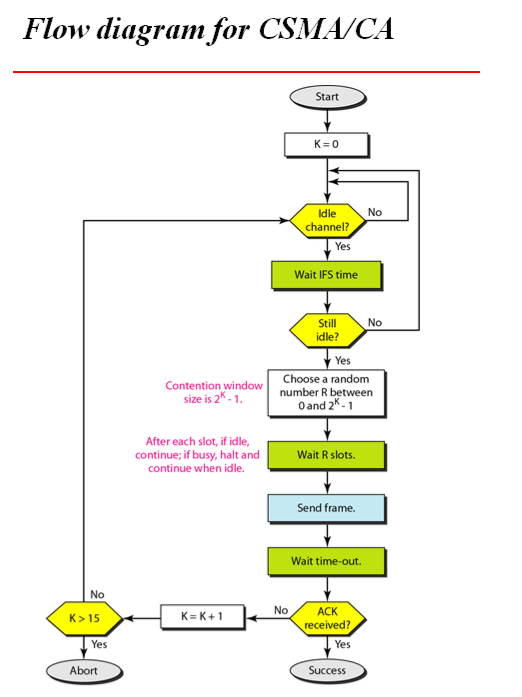 Flow diagram for CSMA/CA
Start
K = 0
Idle
channel?
No
Yes
Wait IFS time
Still
idle?
No
Yes
Contention window
size is 2^K - 1.
Choose a random
number R between
0 and 2^K - 1
After each slot, if idle,
continue; if busy, halt and
continue when idle.
Wait R slots.
Send frame.
Wait time-out.
No
K > 15
K = K + 1
No
ACK
received?
Yes
Yes
Abort
Success